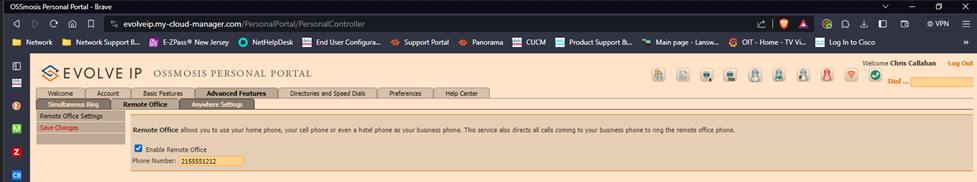 OSSmosis Personal Portal - Brave
evolveip.my-cloud-manager.com/PersonalPortal/PersonalController
VPN
Network Network Support B... E-ZPass® New Jersey NetHelpDesk End User Configura... Support Portal Panorama CUCM Product Support &... Main page - Lansw... OIT - Home - TV Vi... Log In to Cisco »
Welcome Chris Callahan Log Out
EVOLVE IP OSSMOSIS PERSONAL PORTAL
Dial ...
Welcome Account Basic Features Advanced Features Directories and Speed Dials Preferences Help Center
Simultaneous Ring Remote Office Anywhere Settings
Remote Office Settings
Save Changes
Remote Office allows you to use your home phone, your cell phone or even a hotel phone as your business phone. This service also directs all calls coming to your business phone to ring the remote office phone.
Enable Remote Office
Phone Number: 2155551212
M
Z
CB